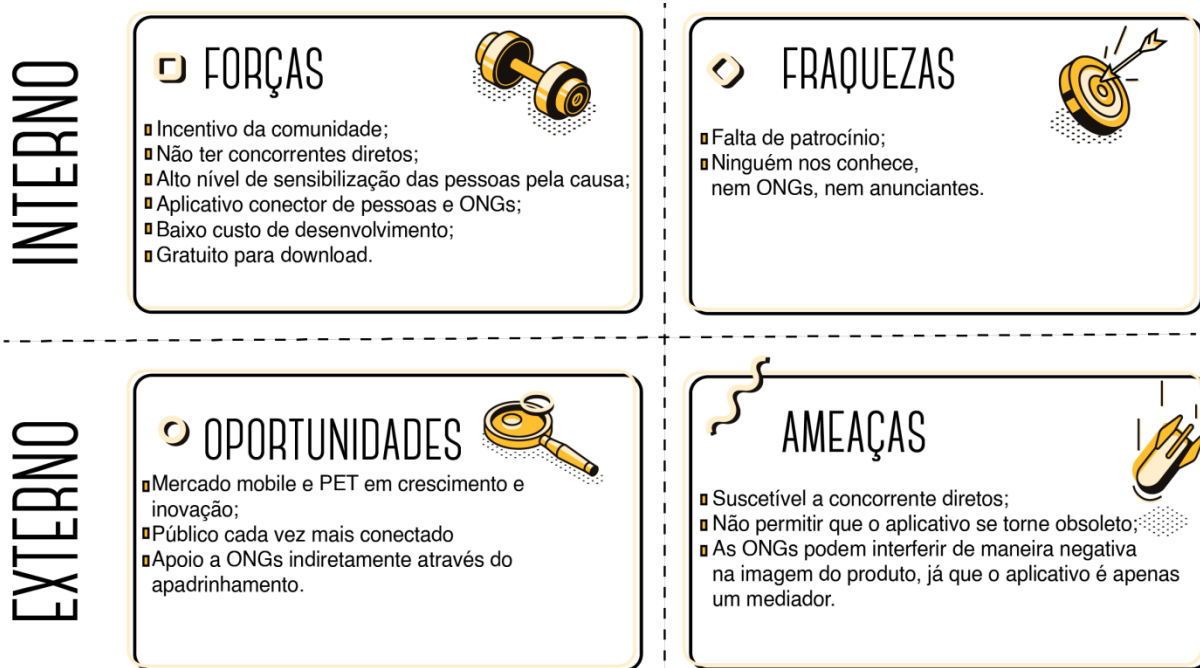 INTERNO
FORÇAS
Incentivo da comunidade;
Não ter concorrentes diretos;
Alto nível de sensibilização das pessoas pela causa;
Aplicativo conector de pessoas e ONGs;
Baixo custo de desenvolvimento;
Gratuito para download.
FRAQUEZAS
Falta de patrocínio;
Ninguém nos conhece,
nem ONGs, nem anunciantes.
EXTERNO
OPORTUNIDADES
Mercado mobile e PET em crescimento e
inovação;
Público cada vez mais conectado
Apoio a ONGs indiretamente através do
apadrinhamento.
AMEAÇAS
Suscetível a concorrente diretos;
Não permitir que o aplicativo se torne obsoleto;
As ONGs podem interferir de maneira negativa
na imagem do produto, já que o aplicativo é apenas
um mediador.